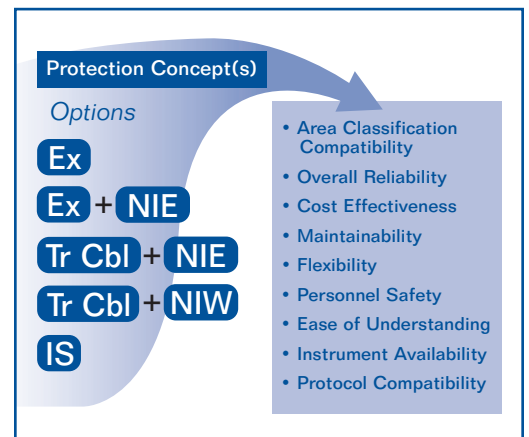 Protection Concept(s)
Options
Ex
Ex + NIE
Tr Cbl + NIE
Tr Cbl + NIW
IS
• Area Classification
Compatibility
• Overall Reliability
• Cost Effectiveness
• Maintainability
• Flexibility
• Personnel Safety
• Ease of Understanding
• Instrument Availability
• Protocol Compatibility